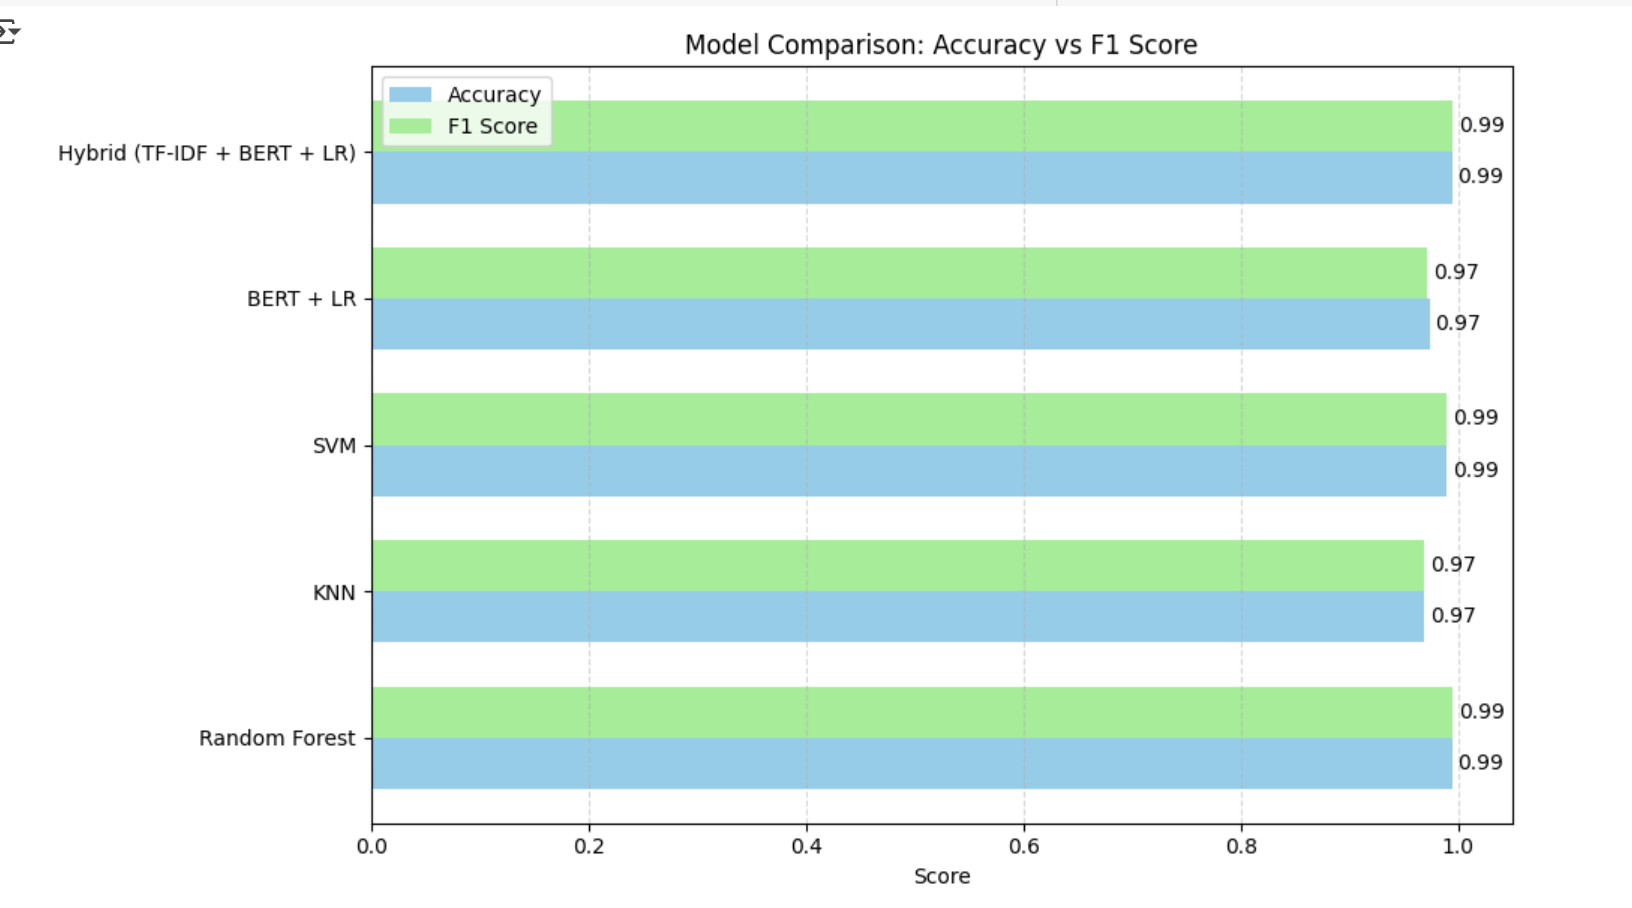 Model Comparison: Accuracy vs F1 Score
Accuracy
F1 Score
Hybrid (TF-IDF + BERT + LR)
0.99
0.99
BERT + LR
0.97
0.97
SVM
0.99
0.99
KNN
0.97
0.97
Random Forest
0.99
0.99
0.0 0.2 0.4 0.6 0.8 1.0
Score